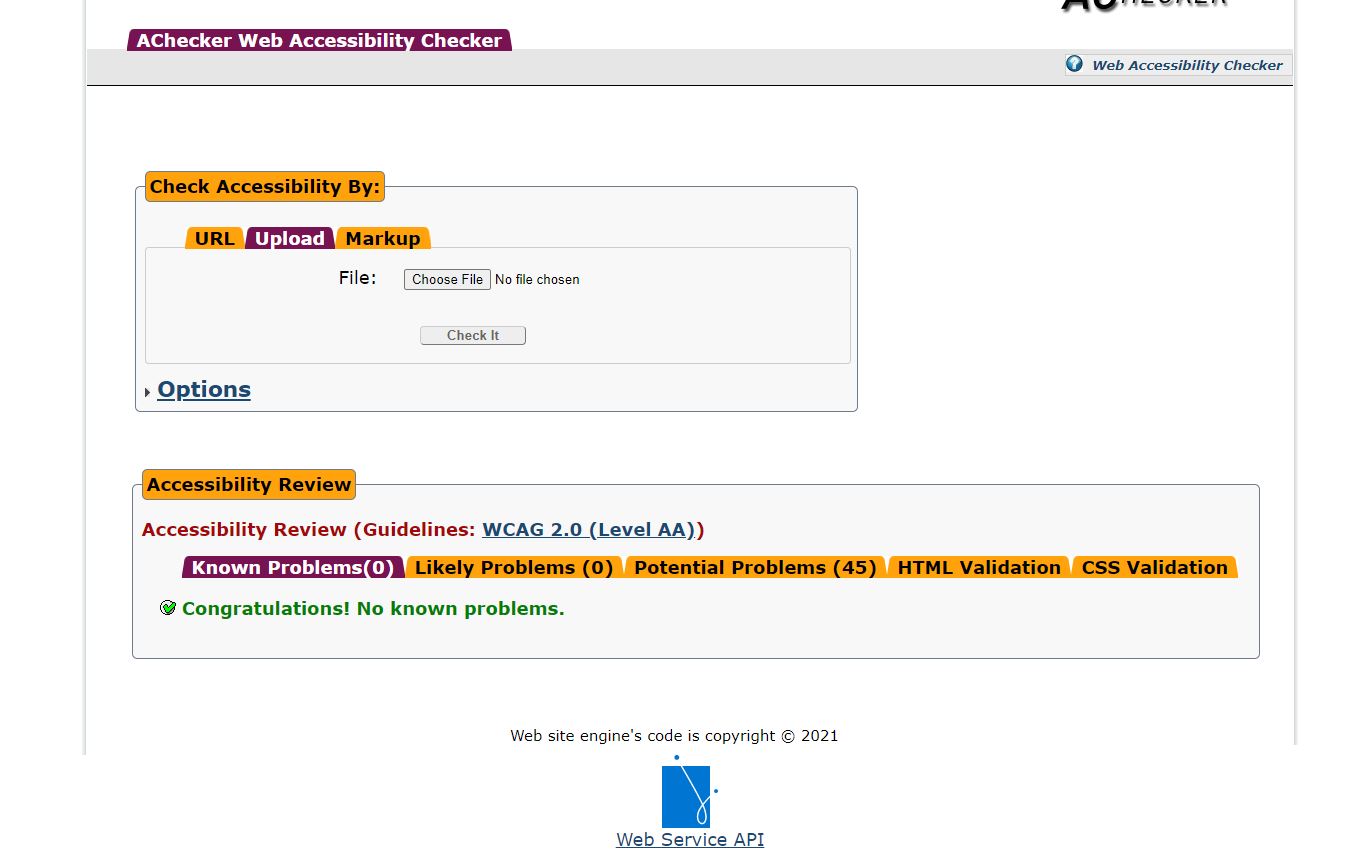 AChecker Web Accessibility Checker
Web Accessibility Checker
Check Accessibility By:
URL Upload Markup
File: Choose File No file chosen
Check It
Options
Accessibility Review
Accessibility Review (Guidelines: WCAG 2.0 (Level AA))
Known Problems(0) Likely Problems (0) Potential Problems (45) HTML Validation CSS Validation
Congratulations! No known problems.
Web site engine's code is copyright © 2021
Web Service API